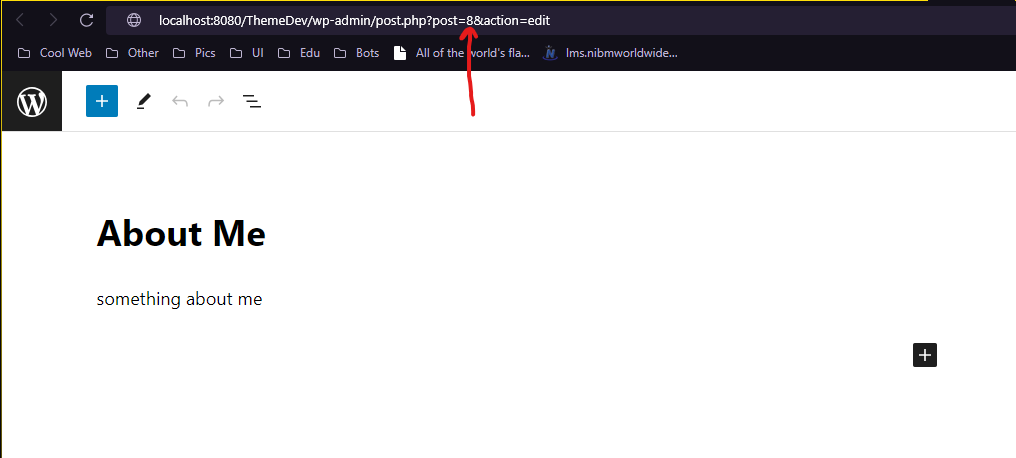 localhost:8080/ThemeDev/wp-admin/post.php?post=8&action=edit
Cool Web Other Pics UI Edu Bots All of the world's fla... lms.nibmworldwide...
About Me
something about me